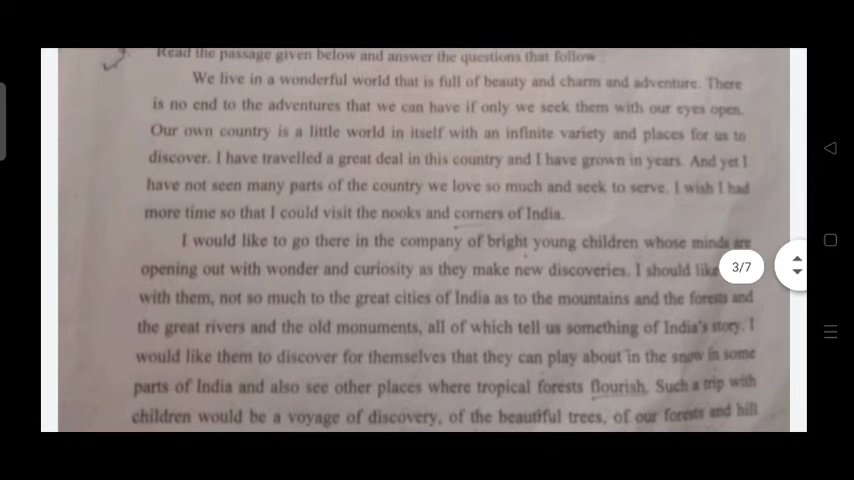 Read the passage given below and answer the questions that follow :
We live in a wonderful world that is full of beauty and charm and adventure. There
is no end to the adventures that we can have if only we seek them with our eyes open.
Our own country is a little world in itself with an infinite variety and places for us to
discover. I have travelled a great deal in this country and I have grown in years. And yet I
have not seen many parts of the country we love so much and seek to serve. I wish I had
more time so that I could visit the nooks and corners of India.
I would like to go there in the company of bright young children whose minds are
opening out with wonder and curiosity as they make new discoveries. I should like
with them, not so much to the great cities of India as to the mountains and the forests and
the great rivers and the old monuments, all of which tell us something of India's story. I
would like them to discover for themselves that they can play about in the snow in some
parts of India and also see other places where tropical forests flourish. Such a trip with
children would be a voyage of discovery, of the beautiful trees, of our forests and hill
3/7